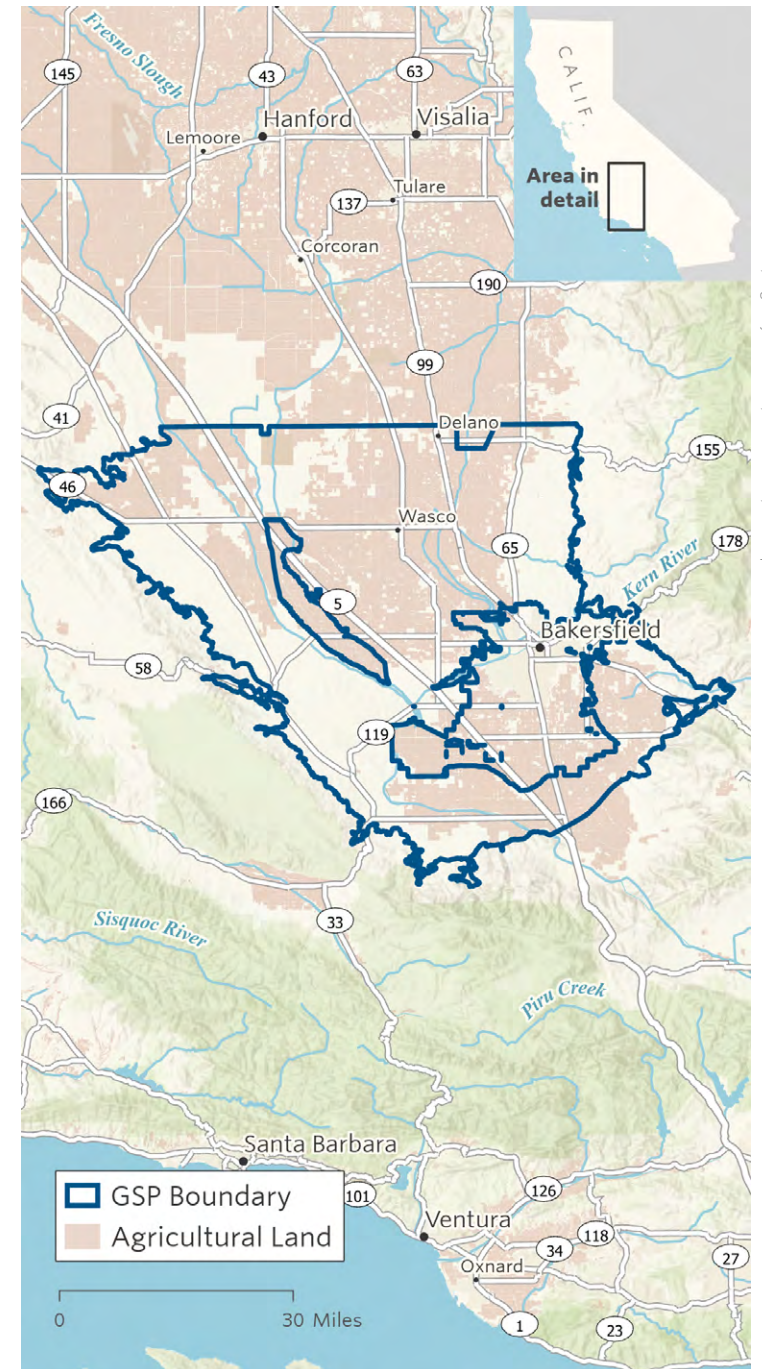 Fresno Slough
145
43
63
CALIF.
Hanford
Visalia
Lemoore
Area in
detail
Tulare
137
Corcoran
190
99
41
Delano
155
46
Wasco
65
178
Kern River
5
Bakersfield
58
119
166
33
Sisquoc River
Piru Creek
Santa Barbara
GSP Boundary
Agricultural Land
101
126
Ventura
118
34
27
Oxnard
0
30 Miles
1
23